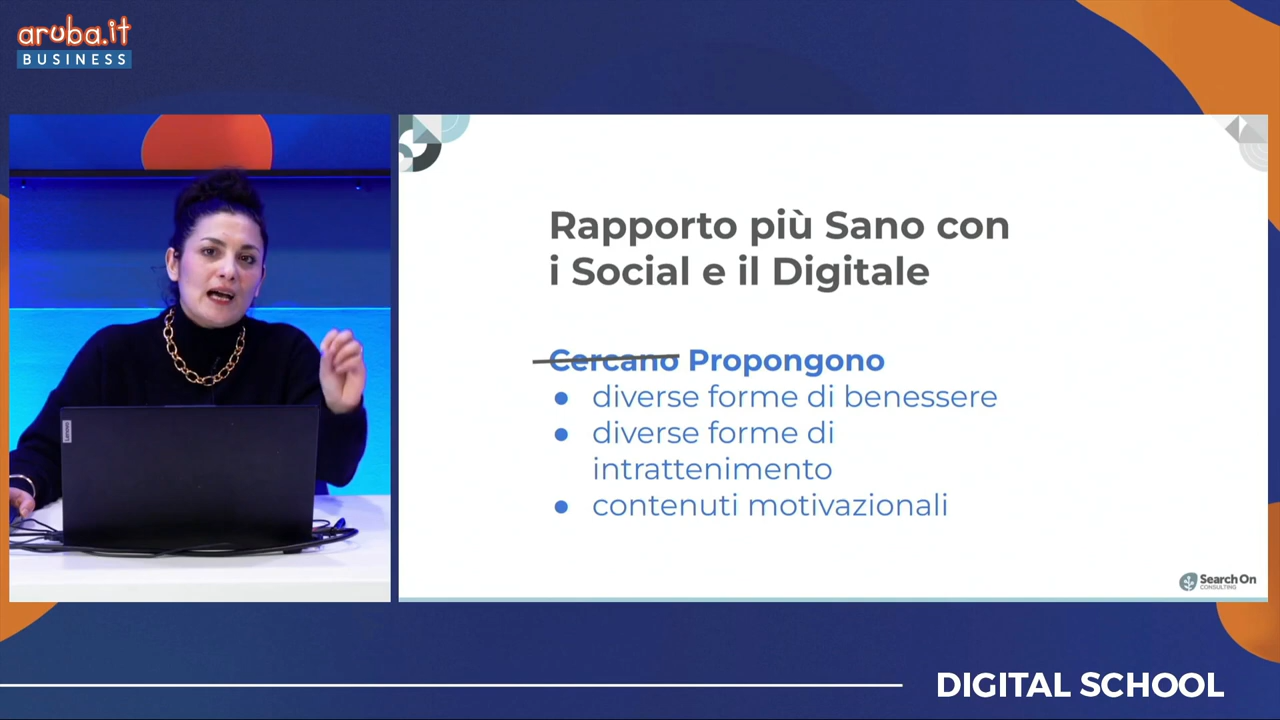 aruba.it
BUSINESS
Rapporto più Sano con
i Social e il Digitale
Cercano Propongono
● diverse forme di benessere
● diverse forme di
intrattenimento
● contenuti motivazionali
Lenovo
Search On
CONSULTING
DIGITAL SCHOOL